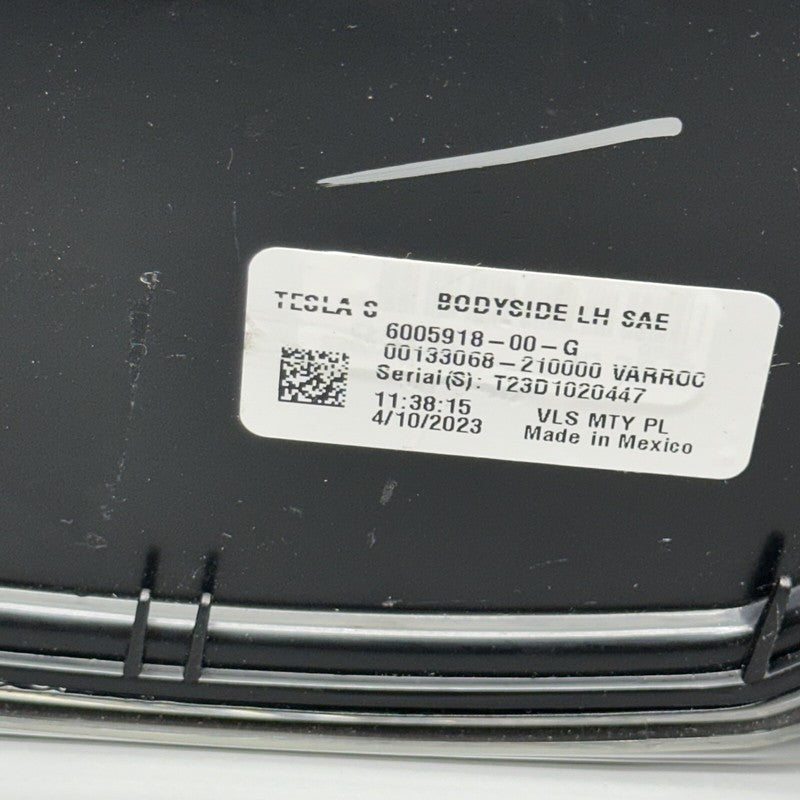 TESLA S BODYSIDE LH SAE
6005918-00-G
00133068-210000 VARROC
Serial(S): T23D1020447
11:38:15 VLS MTY PL
4/10/2023 Made in Mexico